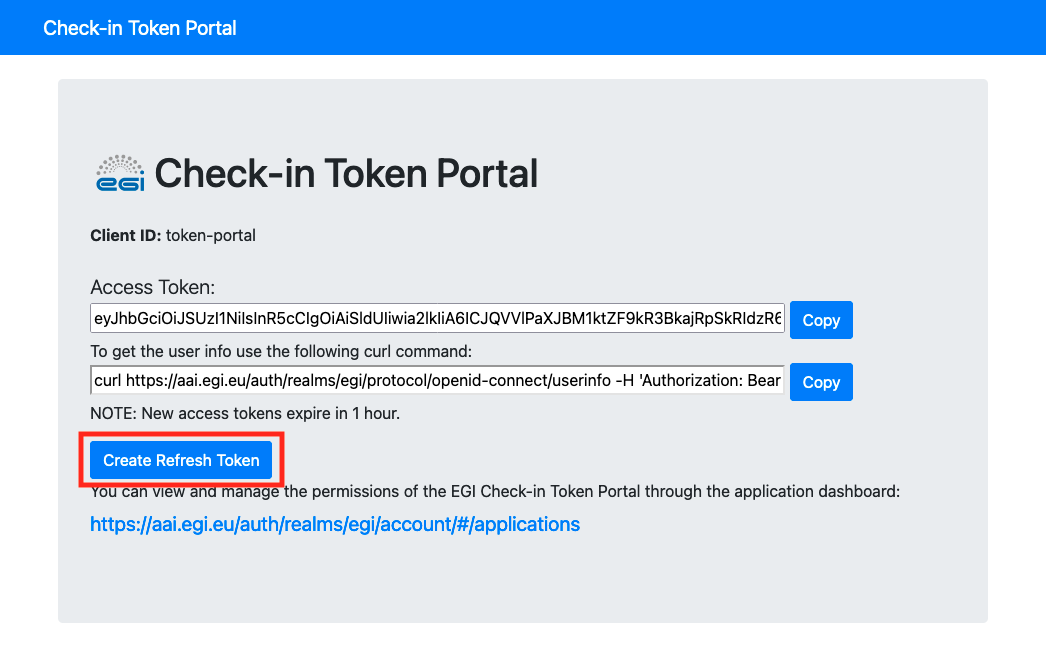 Check-in Token Portal
egi Check-in Token Portal
Client ID: token-portal
Access Token:
eyJhbGciOiJSUzI1NiIsInR5cCIgOiAiSldUIiwia2lkIiA6ICJQVVlPaXJBM1ktZF9kR3BkajRpSkRIdzR6 Copy
To get the user info use the following curl command:
curl https://aai.egi.eu/auth/realms/egi/protocol/openid-connect/userinfo -H 'Authorization: Bear Copy
NOTE: New access tokens expire in 1 hour.
Create Refresh Token
You can view and manage the permissions of the EGI Check-in Token Portal through the application dashboard:
https://aai.egi.eu/auth/realms/egi/account/#/applications